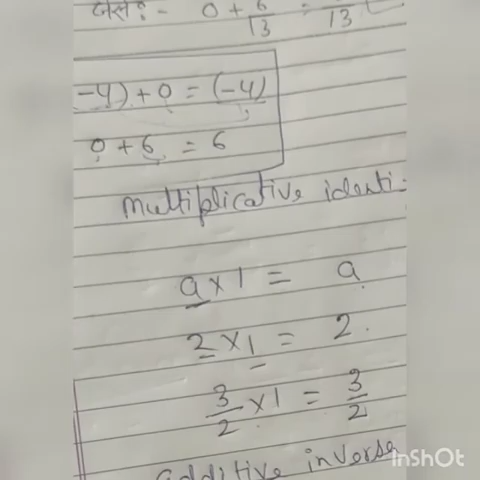 जैसे:- 0 + 6/13 = /13
-4) + 0 = (-4)
0 + 6 = 6
multiplicative identi-
a × 1 = a
2 × 1 = 2.
3/2 × 1 = 3/2
additive inverse
InShOt